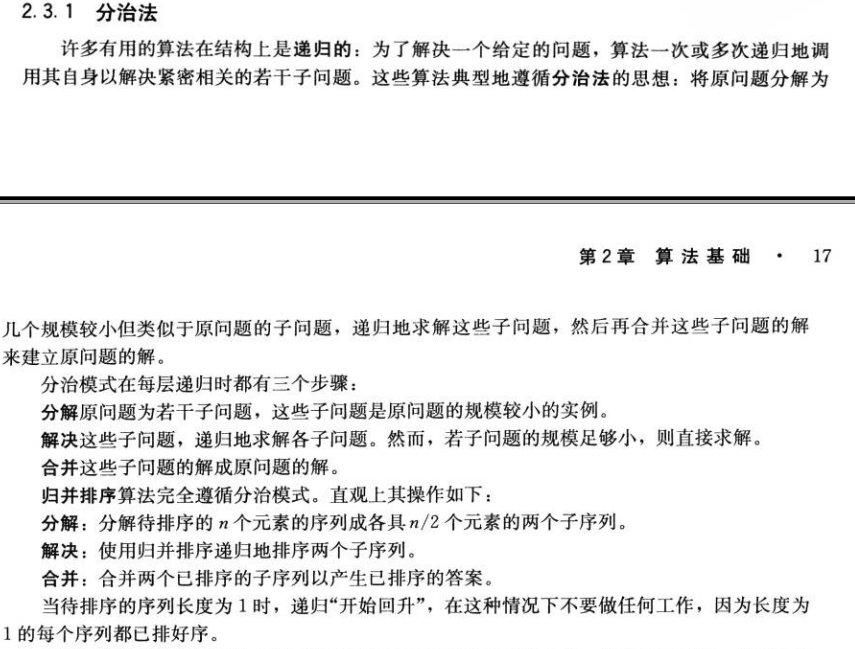 2.3.1 分治法
许多有用的算法在结构上是递归的：为了解决一个给定的问题，算法一次或多次递归地调
用其自身以解决紧密相关的若干子问题。这些算法典型地遵循分治法的思想：将原问题分解为
第2章 算法基础 · 17
几个规模较小但类似于原问题的子问题，递归地求解这些子问题，然后再合并这些子问题的解
来建立原问题的解。
分治模式在每层递归时都有三个步骤：
分解原问题为若干子问题，这些子问题是原问题的规模较小的实例。
解决这些子问题，递归地求解各子问题。然而，若子问题的规模足够小，则直接求解。
合并这些子问题的解成原问题的解。
归并排序算法完全遵循分治模式。直观上其操作如下：
分解：分解待排序的 n 个元素的序列成各具 n/2 个元素的两个子序列。
解决：使用归并排序递归地排序两个子序列。
合并：合并两个已排序的子序列以产生已排序的答案。
当待排序的序列长度为 1 时，递归“开始回升”，在这种情况下不要做任何工作，因为长度为
1 的每个序列都已排好序。